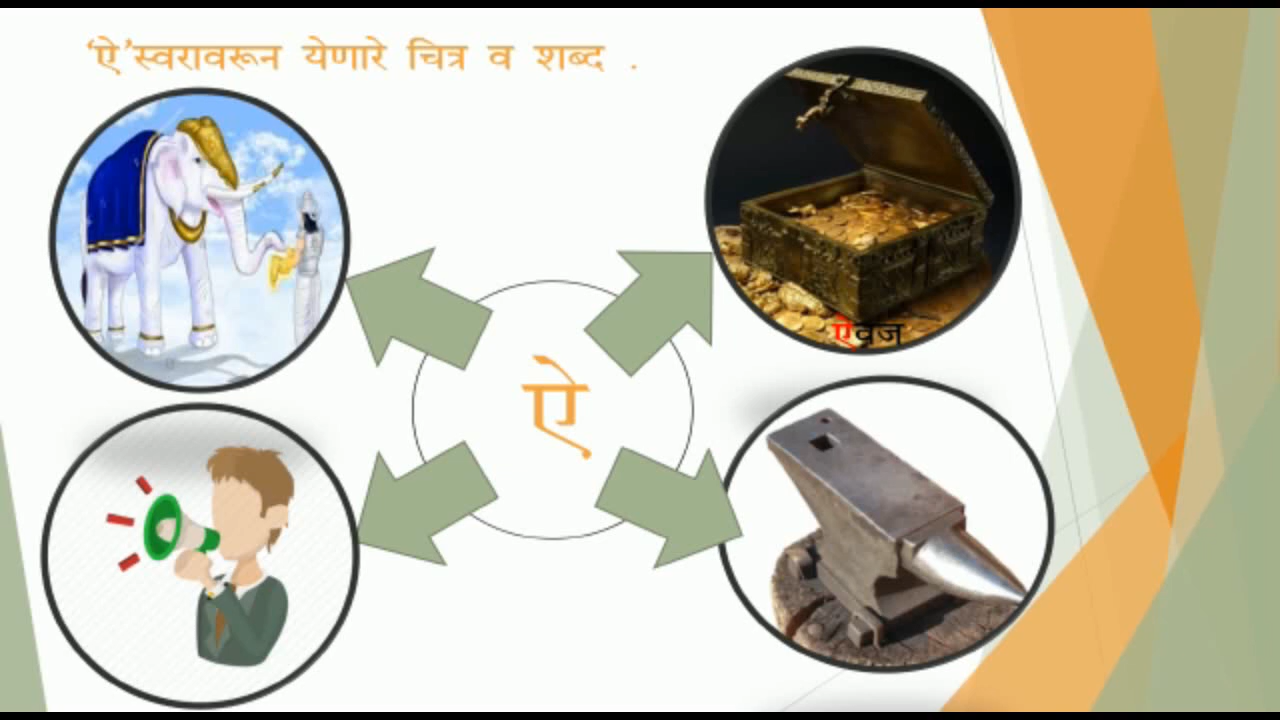 ‘ऐ’स्वरावरून येणारे चित्र व शब्द .
ऐवज
ऐ